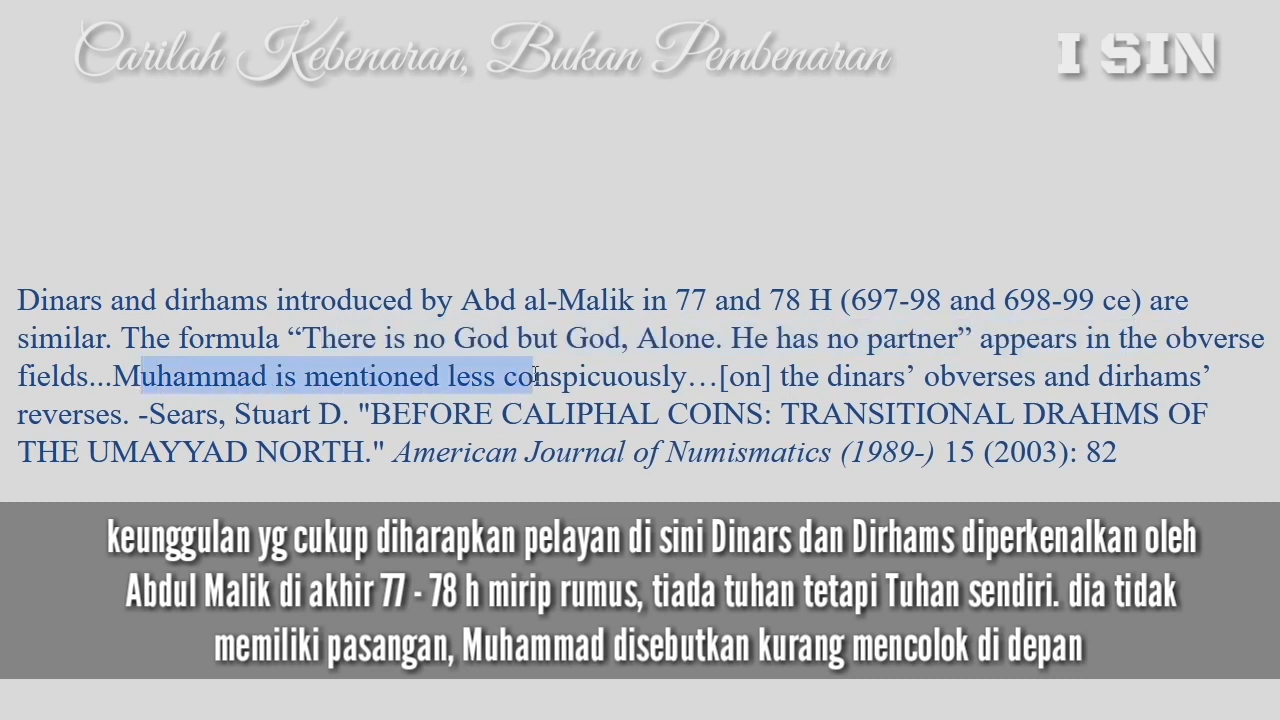 Carilah Kebenaran, Bukan Pembenaran
I SIN
Dinars and dirhams introduced by Abd al-Malik in 77 and 78 H (697-98 and 698-99 ce) are
similar. The formula “There is no God but God, Alone. He has no partner” appears in the obverse
fields...Muhammad is mentioned less conspicuously…[on] the dinars’ obverses and dirhams’
reverses. -Sears, Stuart D. "BEFORE CALIPHAL COINS: TRANSITIONAL DRAHMS OF
THE UMAYYAD NORTH." American Journal of Numismatics (1989-) 15 (2003): 82
keunggulan yg cukup diharapkan pelayan di sini Dinars dan Dirhams diperkenalkan oleh
Abdul Malik di akhir 77 - 78 h mirip rumus, tiada tuhan tetapi Tuhan sendiri. dia tidak
memiliki pasangan, Muhammad disebutkan kurang mencolok di depan